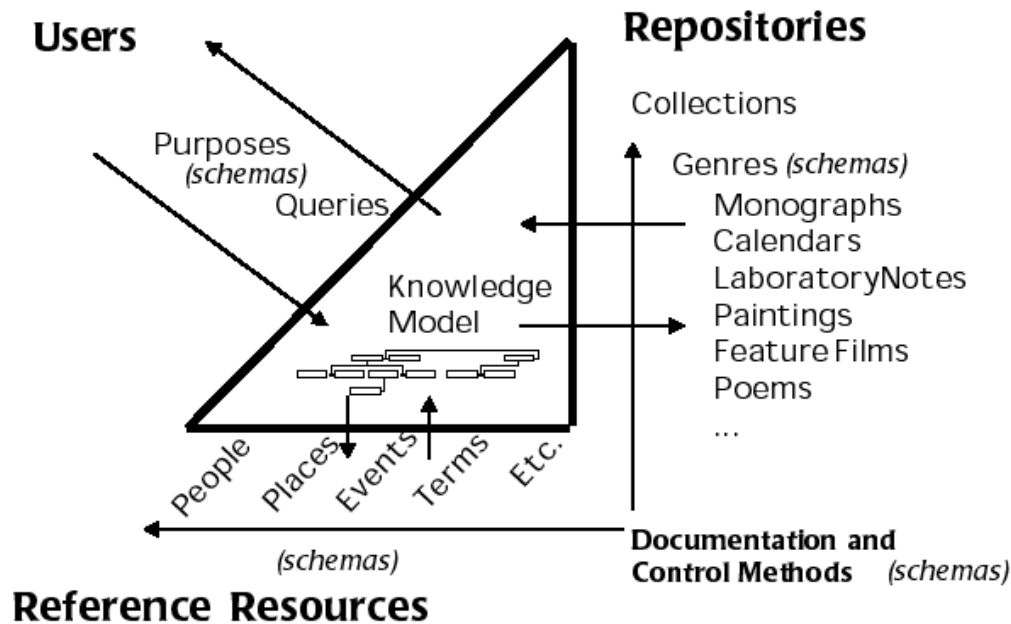 Users
Repositories
Collections
Purposes
(schemas)
Queries
Genres (schemas)
Monographs
Calendars
LaboratoryNotes
Paintings
Feature Films
Poems
...
Knowledge
Model
People
Places
Events
Terms
Etc.
(schemas)
Documentation and
Control Methods (schemas)
Reference Resources